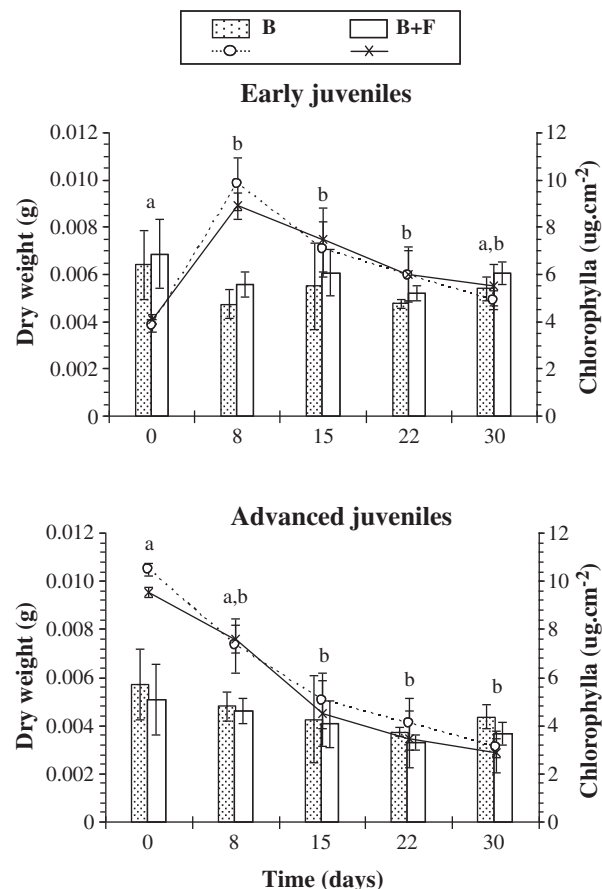 B B+F
Early juveniles
Dry weight (g)
0.012
0.010
0.008
0.006
0.004
0.002
0
a b b b a,b
12
10
8
6
4
2
0
Chlorophylla (ug.cm-2)
0 8 15 22 30
Advanced juveniles
Dry weight (g)
0.012
0.010
0.008
0.006
0.004
0.002
0
a a,b b b b
12
10
8
6
4
2
0
Chlorophylla (ug.cm-2)
0 8 15 22 30
Time (days)